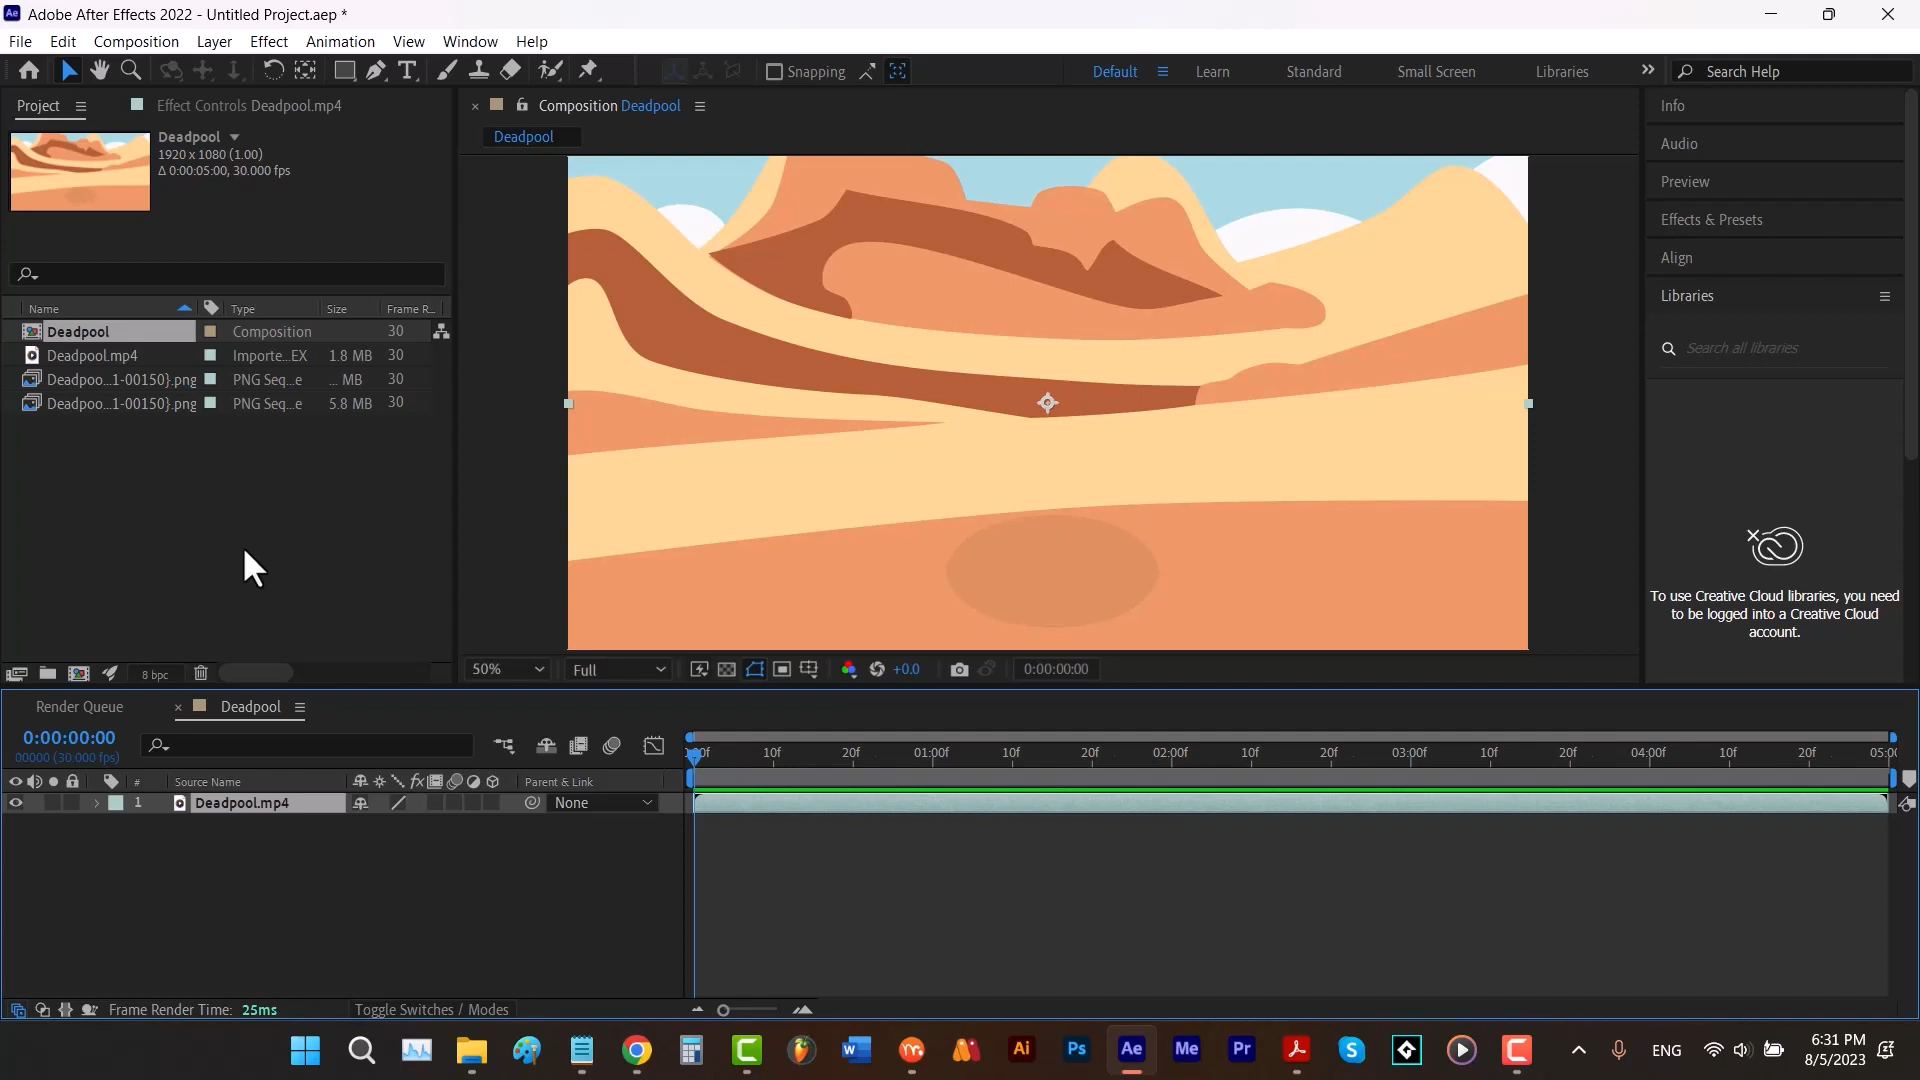 Adobe After Effects 2022 - Untitled Project.aep *
File Edit Composition Layer Effect Animation View Window Help
Snapping Default Learn Standard Small Screen Libraries Search Help
Project Effect Controls Deadpool.mp4
Composition Deadpool
Deadpool
Deadpool
1920 x 1080 (1.00)
Δ 0:00:05:00, 30.000 fps
Name Type Size Frame R...
Deadpool Composition 30
Deadpool.mp4 Importe...EX 1.8 MB 30
Deadpoo...1-00150}.png PNG Seq...e ... MB 30
Deadpoo...1-00150}.png PNG Seq...e 5.8 MB 30
8 bpc
50% Full +0.0 0:00:00:00
Info
Audio
Preview
Effects & Presets
Align
Libraries
Search all libraries
To use Creative Cloud libraries, you need
to be logged into a Creative Cloud
account.
Render Queue Deadpool
0:00:00:00
00000 (30.000 fps)
10f 20f 01:00f 10f 20f 02:00f 10f 20f 03:00f 10f 20f 04:00f 10f 20f
# Source Name fx Parent & Link
1 Deadpool.mp4 None
Frame Render Time: 25ms Toggle Switches / Modes
W Ai Ps Ae Me Pr
ENG
6:31 PM
8/5/2023